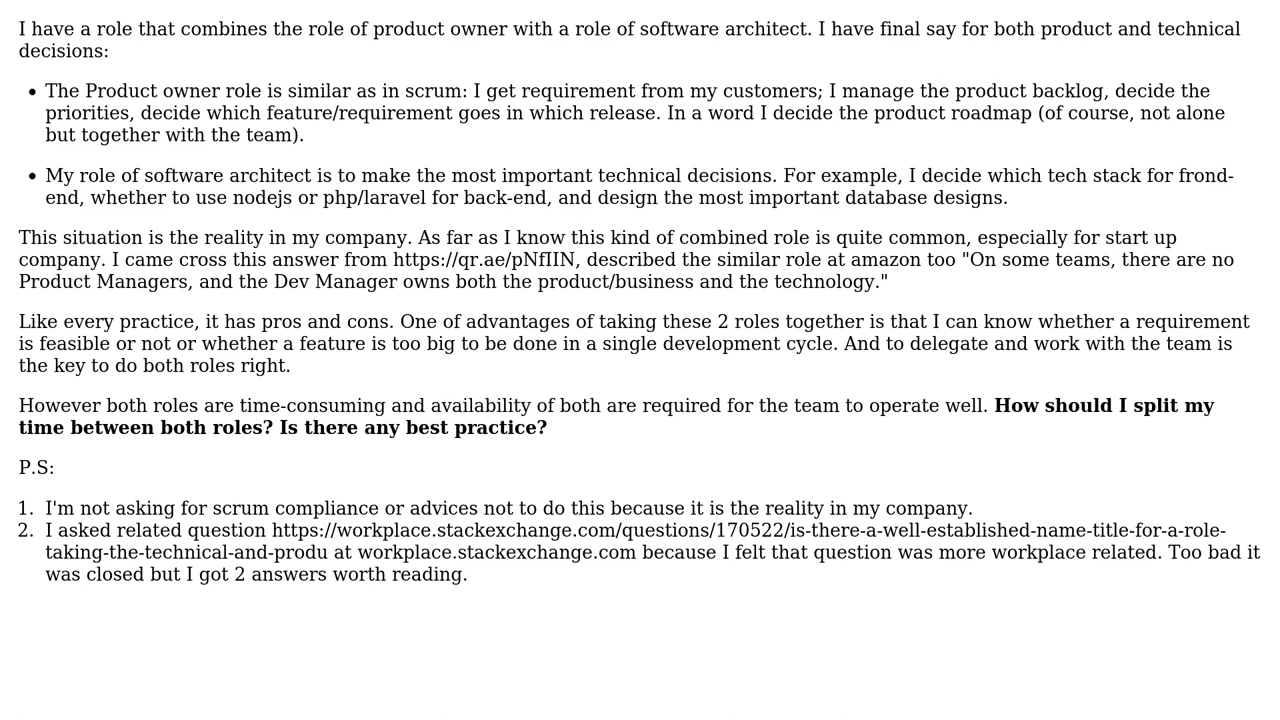 I have a role that combines the role of product owner with a role of software architect. I have final say for both product and technical
decisions:
• The Product owner role is similar as in scrum: I get requirement from my customers; I manage the product backlog, decide the
priorities, decide which feature/requirement goes in which release. In a word I decide the product roadmap (of course, not alone
but together with the team).
• My role of software architect is to make the most important technical decisions. For example, I decide which tech stack for frond-
end, whether to use nodejs or php/laravel for back-end, and design the most important database designs.
This situation is the reality in my company. As far as I know this kind of combined role is quite common, especially for start up
company. I came cross this answer from https://qr.ae/pNfIIN, described the similar role at amazon too "On some teams, there are no
Product Managers, and the Dev Manager owns both the product/business and the technology."
Like every practice, it has pros and cons. One of advantages of taking these 2 roles together is that I can know whether a requirement
is feasible or not or whether a feature is too big to be done in a single development cycle. And to delegate and work with the team is
the key to do both roles right.
However both roles are time-consuming and availability of both are required for the team to operate well. How should I split my
time between both roles? Is there any best practice?
P.S:
1. I'm not asking for scrum compliance or advices not to do this because it is the reality in my company.
2. I asked related question https://workplace.stackexchange.com/questions/170522/is-there-a-well-established-name-title-for-a-role-
taking-the-technical-and-produ at workplace.stackexchange.com because I felt that question was more workplace related. Too bad it
was closed but I got 2 answers worth reading.